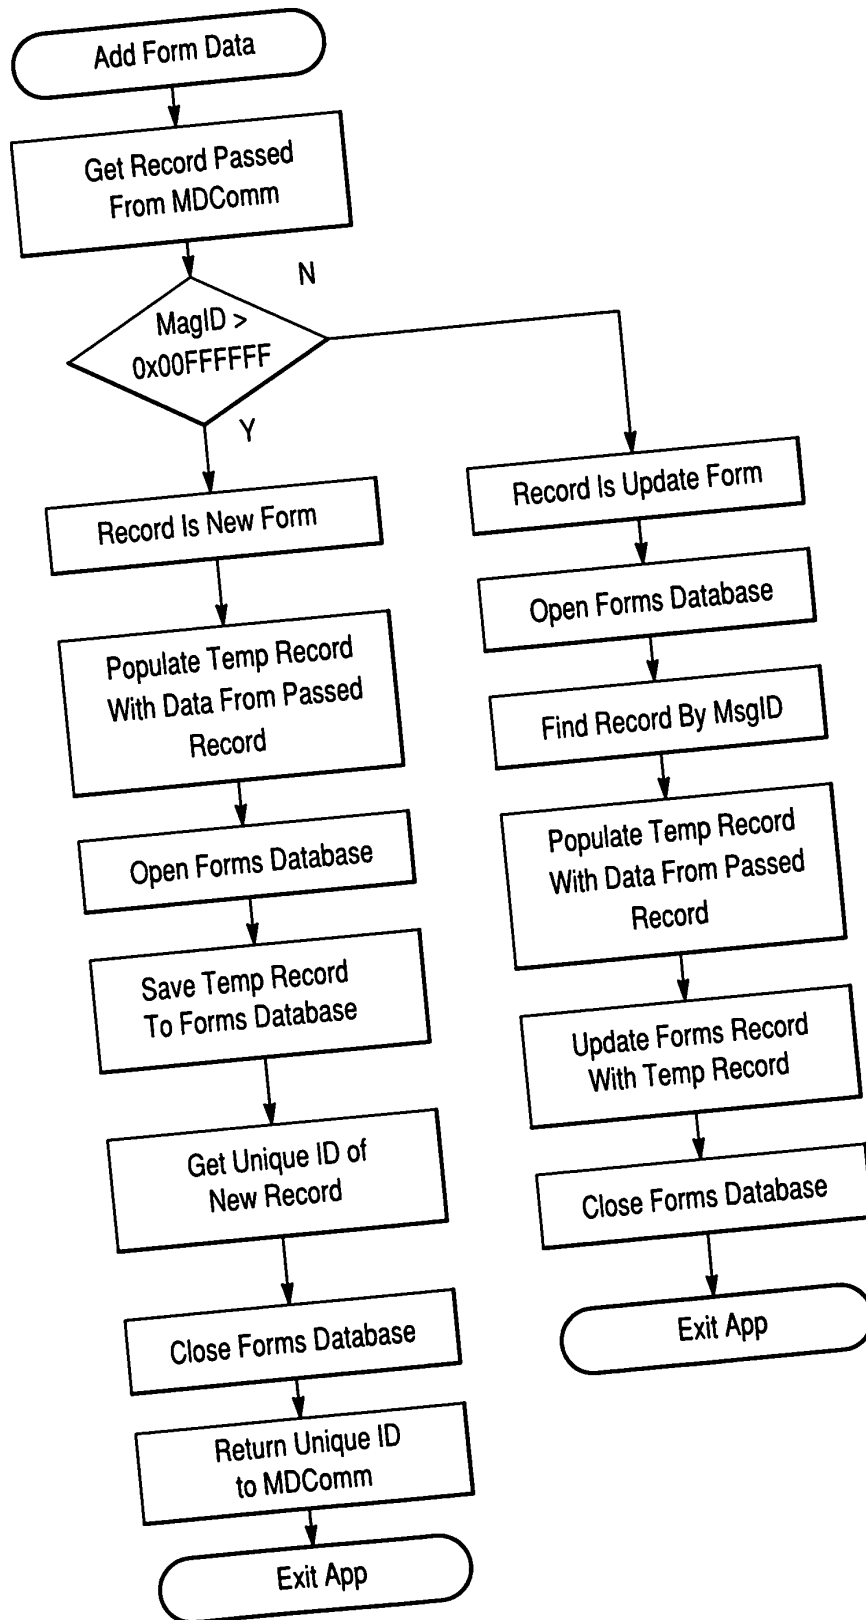 Add Form Data
Get Record Passed
From MDComm
N
MagID >
0x00FFFFFF
Y
Record Is New Form
Populate Temp Record
With Data From Passed
Record
Open Forms Database
Save Temp Record
To Forms Database
Get Unique ID of
New Record
Close Forms Database
Return Unique ID
to MDComm
Exit App
Record Is Update Form
Open Forms Database
Find Record By MsgID
Populate Temp Record
With Data From Passed
Record
Update Forms Record
With Temp Record
Close Forms Database
Exit App